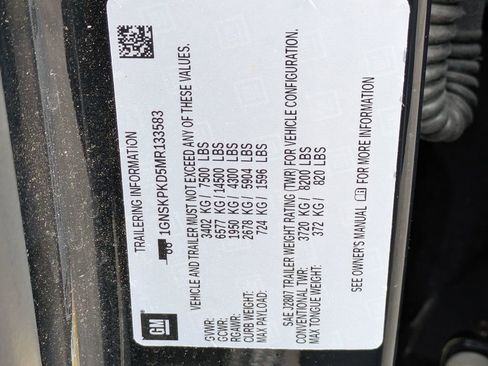 GM
TRAILERING INFORMATION
1GNSKPKD5MR133583
VEHICLE AND TRAILER MUST NOT EXCEED ANY OF THESE VALUES.
GVWR: 3402 KG / 7500 LBS
GCWR: 6577 KG / 14500 LBS
RGAWR: 1950 KG / 4300 LBS
CURB WEIGHT: 2678 KG / 5904 LBS
MAX PAYLOAD: 724 KG / 1596 LBS
SAE J2807 TRAILER WEIGHT RATING (TWR) FOR VEHICLE CONFIGURATION.
CONVENTIONAL TWR: 3720 KG / 8200 LBS
MAX TONGUE WEIGHT: 372 KG / 820 LBS
SEE OWNER'S MANUAL FOR MORE INFORMATION